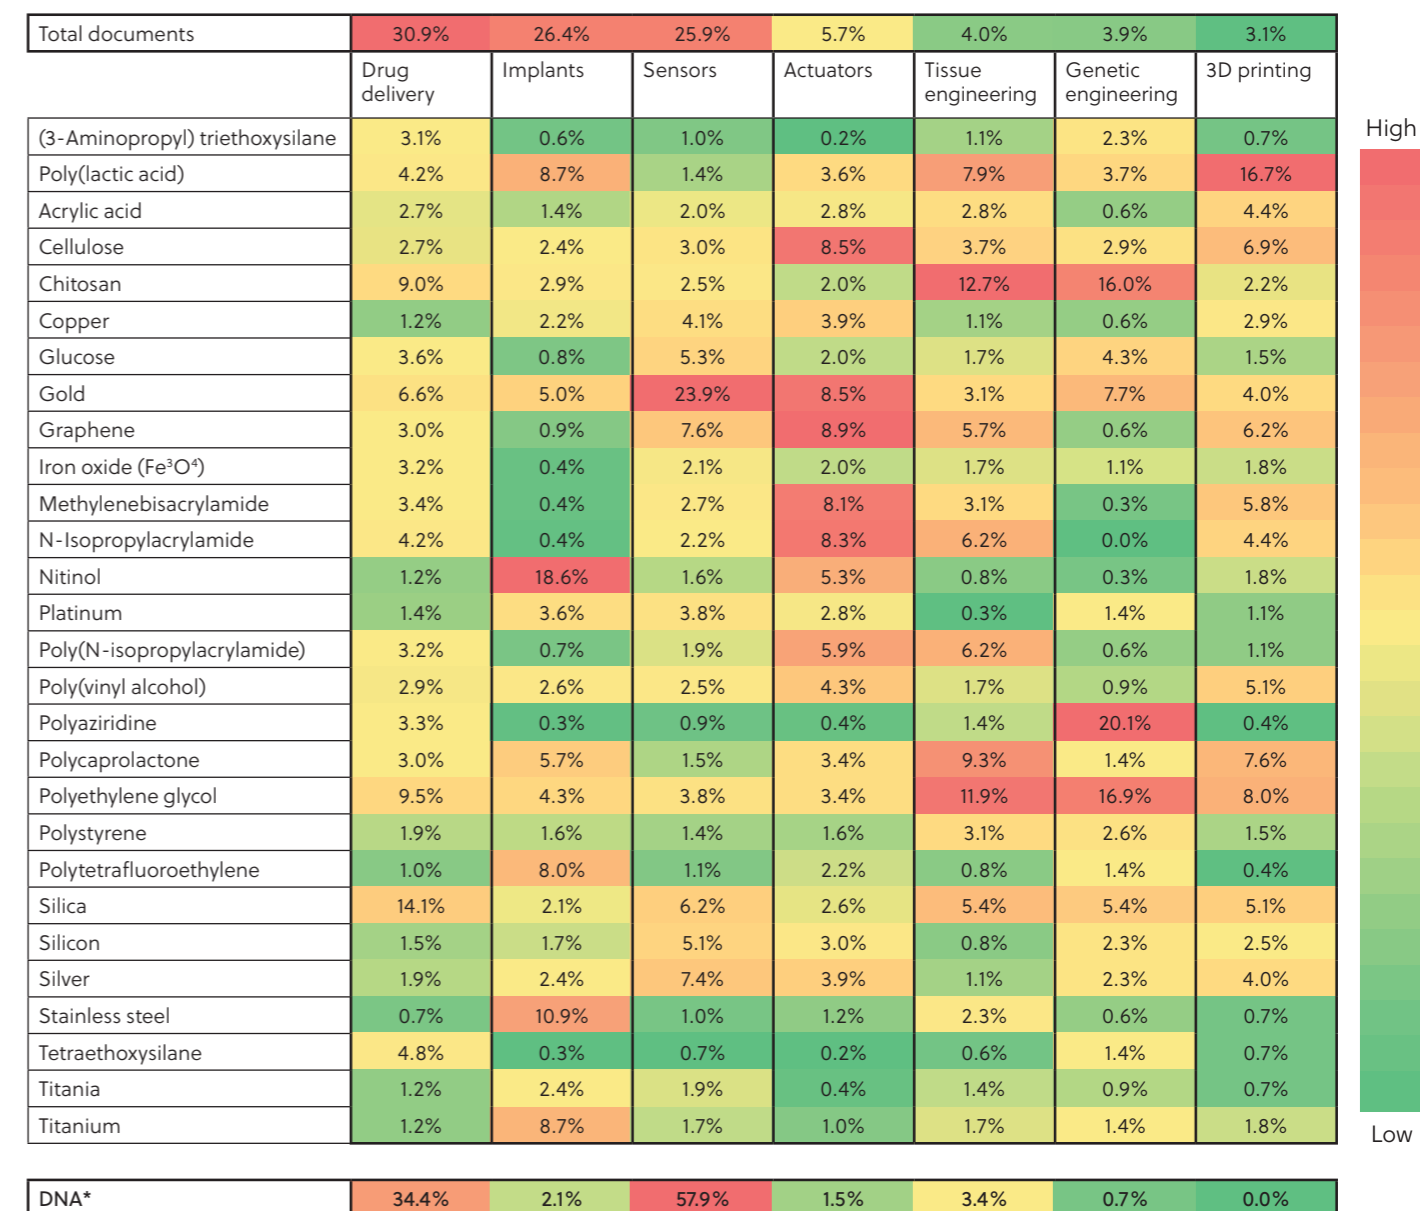 Total documents 30.9% 26.4% 25.9% 5.7% 4.0% 3.9% 3.1%
Drug delivery Implants Sensors Actuators Tissue engineering Genetic engineering 3D printing
High
(3-Aminopropyl) triethoxysilane 3.1% 0.6% 1.0% 0.2% 1.1% 2.3% 0.7%
Poly(lactic acid) 4.2% 8.7% 1.4% 3.6% 7.9% 3.7% 16.7%
Acrylic acid 2.7% 1.4% 2.0% 2.8% 2.8% 0.6% 4.4%
Cellulose 2.7% 2.4% 3.0% 8.5% 3.7% 2.9% 6.9%
Chitosan 9.0% 2.9% 2.5% 2.0% 12.7% 16.0% 2.2%
Copper 1.2% 2.2% 4.1% 3.9% 1.1% 0.6% 2.9%
Glucose 3.6% 0.8% 5.3% 2.0% 1.7% 4.3% 1.5%
Gold 6.6% 5.0% 23.9% 8.5% 3.1% 7.7% 4.0%
Graphene 3.0% 0.9% 7.6% 8.9% 5.7% 0.6% 6.2%
Iron oxide (Fe³O⁴) 3.2% 0.4% 2.1% 2.0% 1.7% 1.1% 1.8%
Methylenebisacrylamide 3.4% 0.4% 2.7% 8.1% 3.1% 0.3% 5.8%
N-Isopropylacrylamide 4.2% 0.4% 2.2% 8.3% 6.2% 0.0% 4.4%
Nitinol 1.2% 18.6% 1.6% 5.3% 0.8% 0.3% 1.8%
Platinum 1.4% 3.6% 3.8% 2.8% 0.3% 1.4% 1.1%
Poly(N-isopropylacrylamide) 3.2% 0.7% 1.9% 5.9% 6.2% 0.6% 1.1%
Poly(vinyl alcohol) 2.9% 2.6% 2.5% 4.3% 1.7% 0.9% 5.1%
Polyaziridine 3.3% 0.3% 0.9% 0.4% 1.4% 20.1% 0.4%
Polycaprolactone 3.0% 5.7% 1.5% 3.4% 9.3% 1.4% 7.6%
Polyethylene glycol 9.5% 4.3% 3.8% 3.4% 11.9% 16.9% 8.0%
Polystyrene 1.9% 1.6% 1.4% 1.6% 3.1% 2.6% 1.5%
Polytetrafluoroethylene 1.0% 8.0% 1.1% 2.2% 0.8% 1.4% 0.4%
Silica 14.1% 2.1% 6.2% 2.6% 5.4% 5.4% 5.1%
Silicon 1.5% 1.7% 5.1% 3.0% 0.8% 2.3% 2.5%
Silver 1.9% 2.4% 7.4% 3.9% 1.1% 2.3% 4.0%
Stainless steel 0.7% 10.9% 1.0% 1.2% 2.3% 0.6% 0.7%
Tetraethoxysilane 4.8% 0.3% 0.7% 0.2% 0.6% 1.4% 0.7%
Titania 1.2% 2.4% 1.9% 0.4% 1.4% 0.9% 0.7%
Titanium 1.2% 8.7% 1.7% 1.0% 1.7% 1.4% 1.8%
Low
DNA* 34.4% 2.1% 57.9% 1.5% 3.4% 0.7% 0.0%